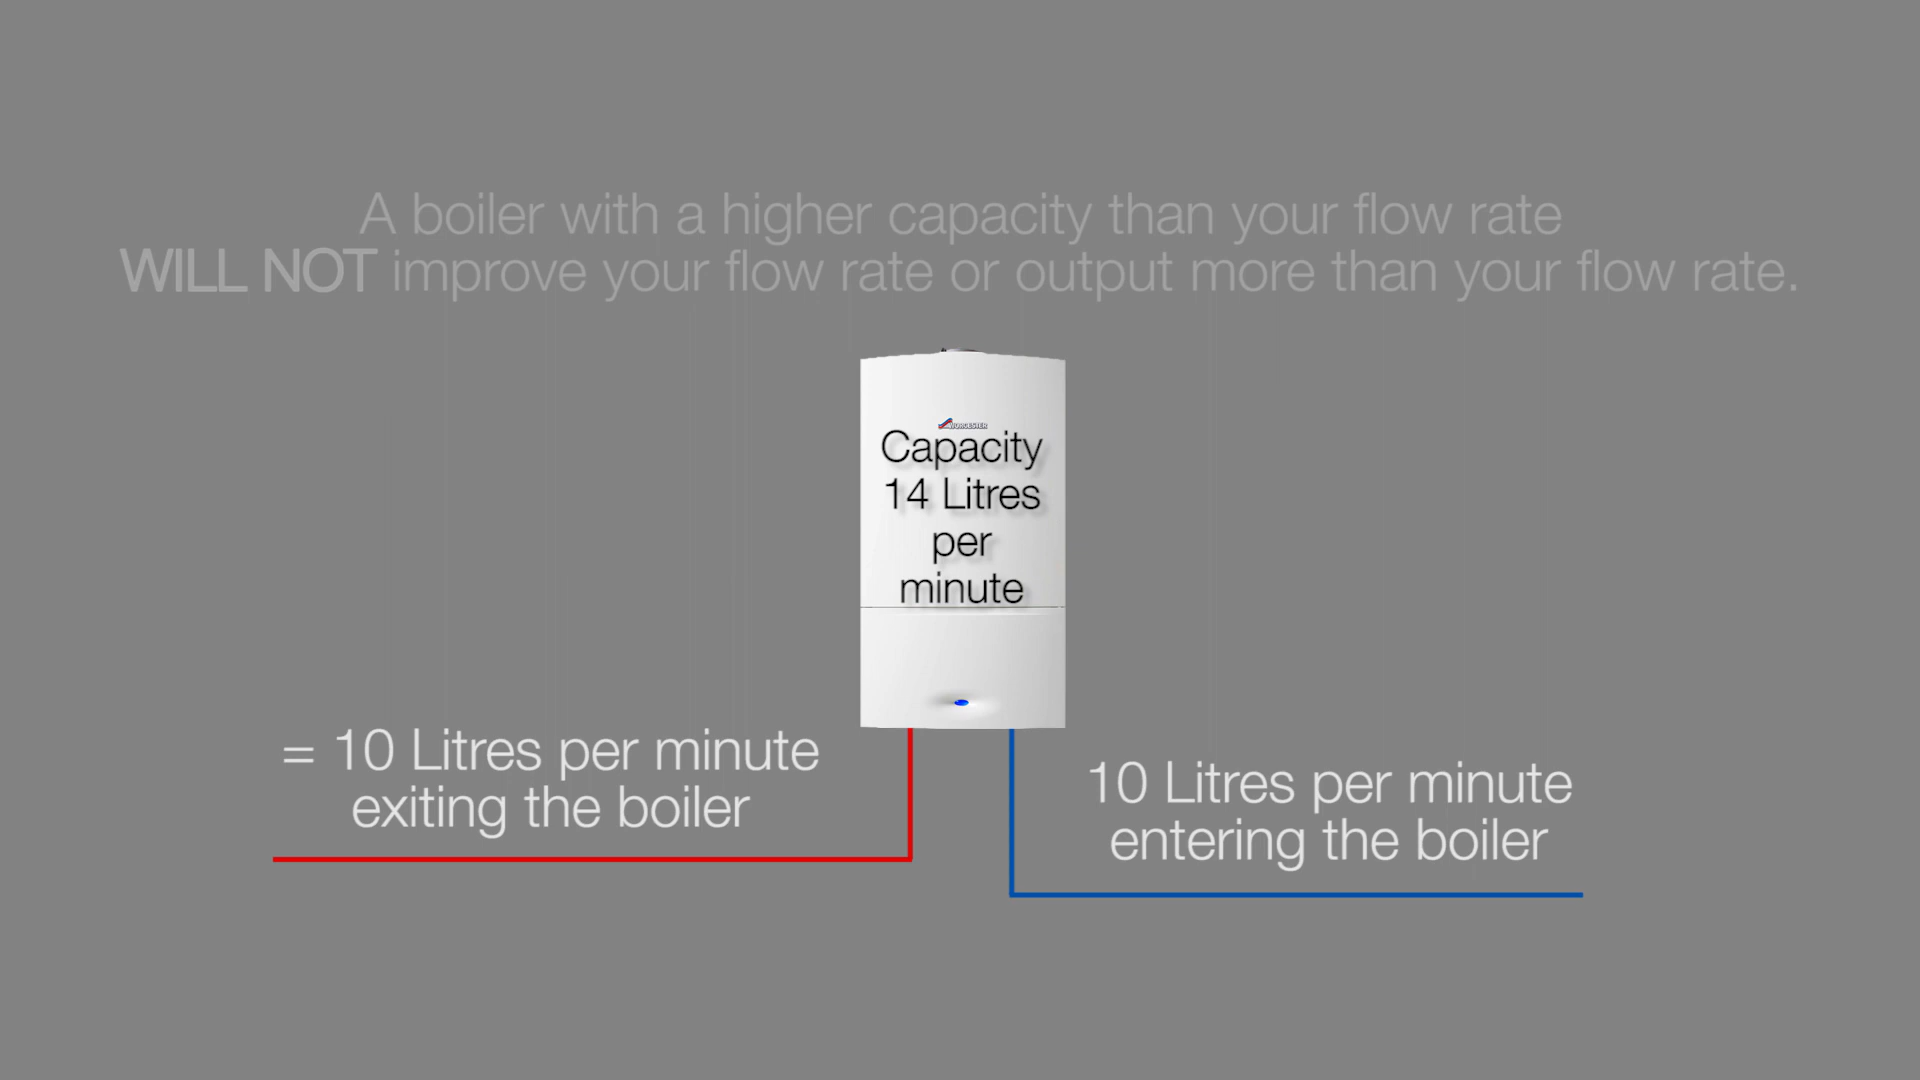 A boiler with a higher capacity than your flow rate
WILL NOT improve your flow rate or output more than your flow rate.
WORCESTER
Capacity
14 Litres
per
minute
= 10 Litres per minute
exiting the boiler
10 Litres per minute
entering the boiler